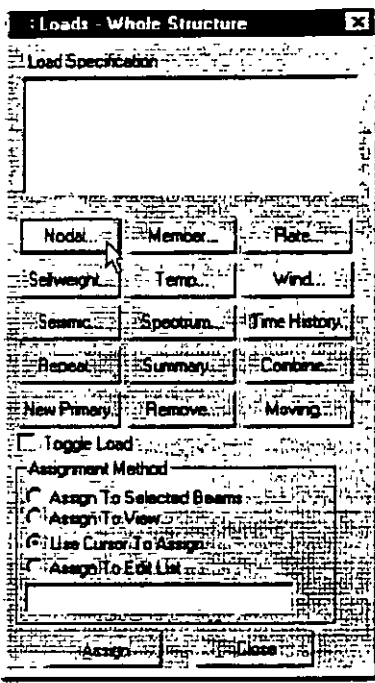 : Loads - Whole Structure
Load Specification
Nodal... Member... Plate...
Selfweight... Temp... Wind...
Seismic... Spectrum... Time History...
Repeat... Summary... Combine...
New Primary... Remove... Moving...
Toggle Load
Assignment Method
Assign To Selected Beams
Assign To View
Use Cursor To Assign
Assign To Edit List
Assign Close